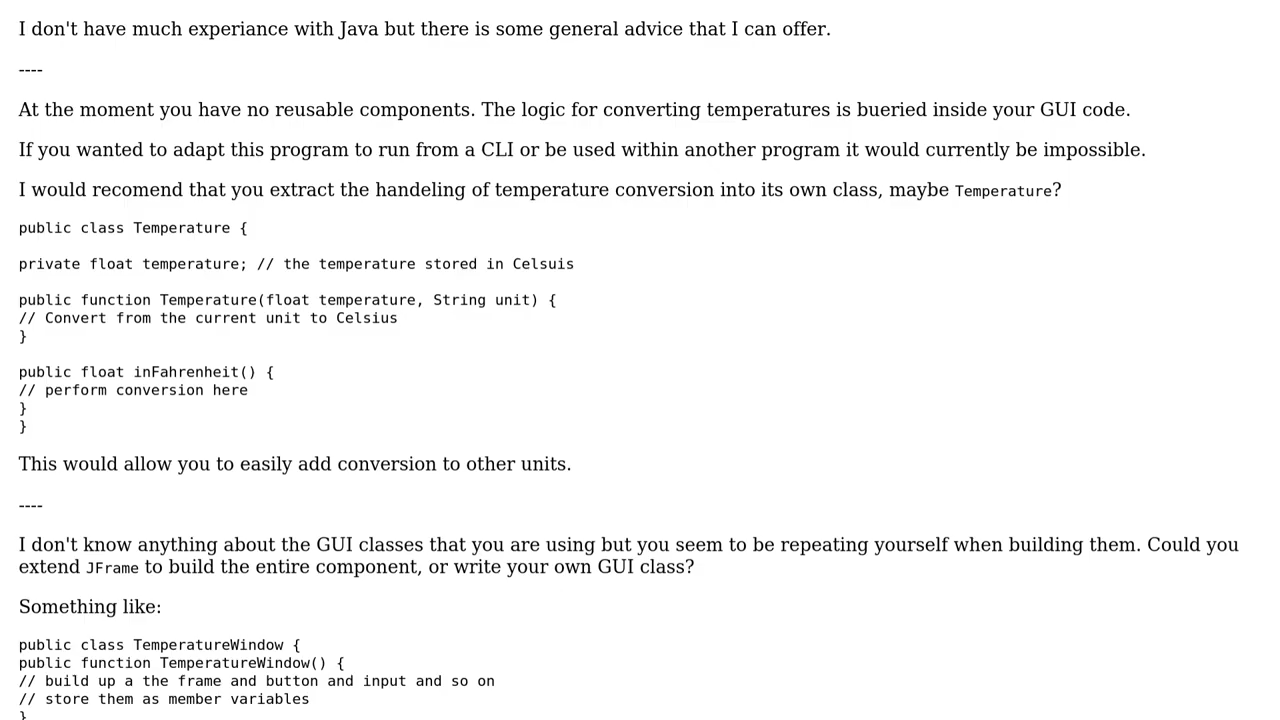 I don't have much experiance with Java but there is some general advice that I can offer.
----
At the moment you have no reusable components. The logic for converting temperatures is bueried inside your GUI code.
If you wanted to adapt this program to run from a CLI or be used within another program it would currently be impossible.
I would recomend that you extract the handeling of temperature conversion into its own class, maybe Temperature?
public class Temperature {
private float temperature; // the temperature stored in Celsuis
public function Temperature(float temperature, String unit) {
// Convert from the current unit to Celsius
}
public float inFahrenheit() {
// perform conversion here
}
}
This would allow you to easily add conversion to other units.
----
I don't know anything about the GUI classes that you are using but you seem to be repeating yourself when building them. Could you
extend JFrame to build the entire component, or write your own GUI class?
Something like:
public class TemperatureWindow {
public function TemperatureWindow() {
// build up a the frame and button and input and so on
// store them as member variables
}